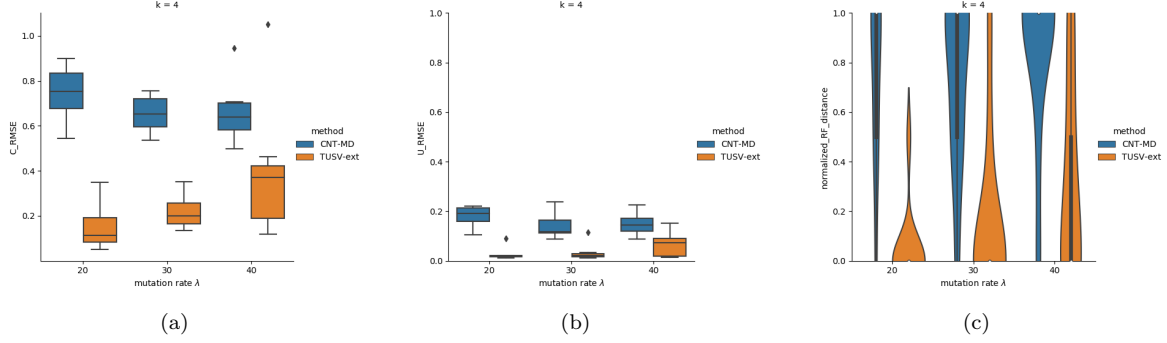 k = 4
C_RMSE
1.0
0.8
0.6
0.4
0.2
20
30
40
mutation rate λ
method
CNT-MD
TUSV-ext
(a)
k = 4
U_RMSE
1.0
0.8
0.6
0.4
0.2
0.0
20
30
40
mutation rate λ
method
CNT-MD
TUSV-ext
(b)
k = 4
normalized_RF_distance
1.0
0.8
0.6
0.4
0.2
0.0
20
30
40
mutation rate λ
method
CNT-MD
TUSV-ext
(c)